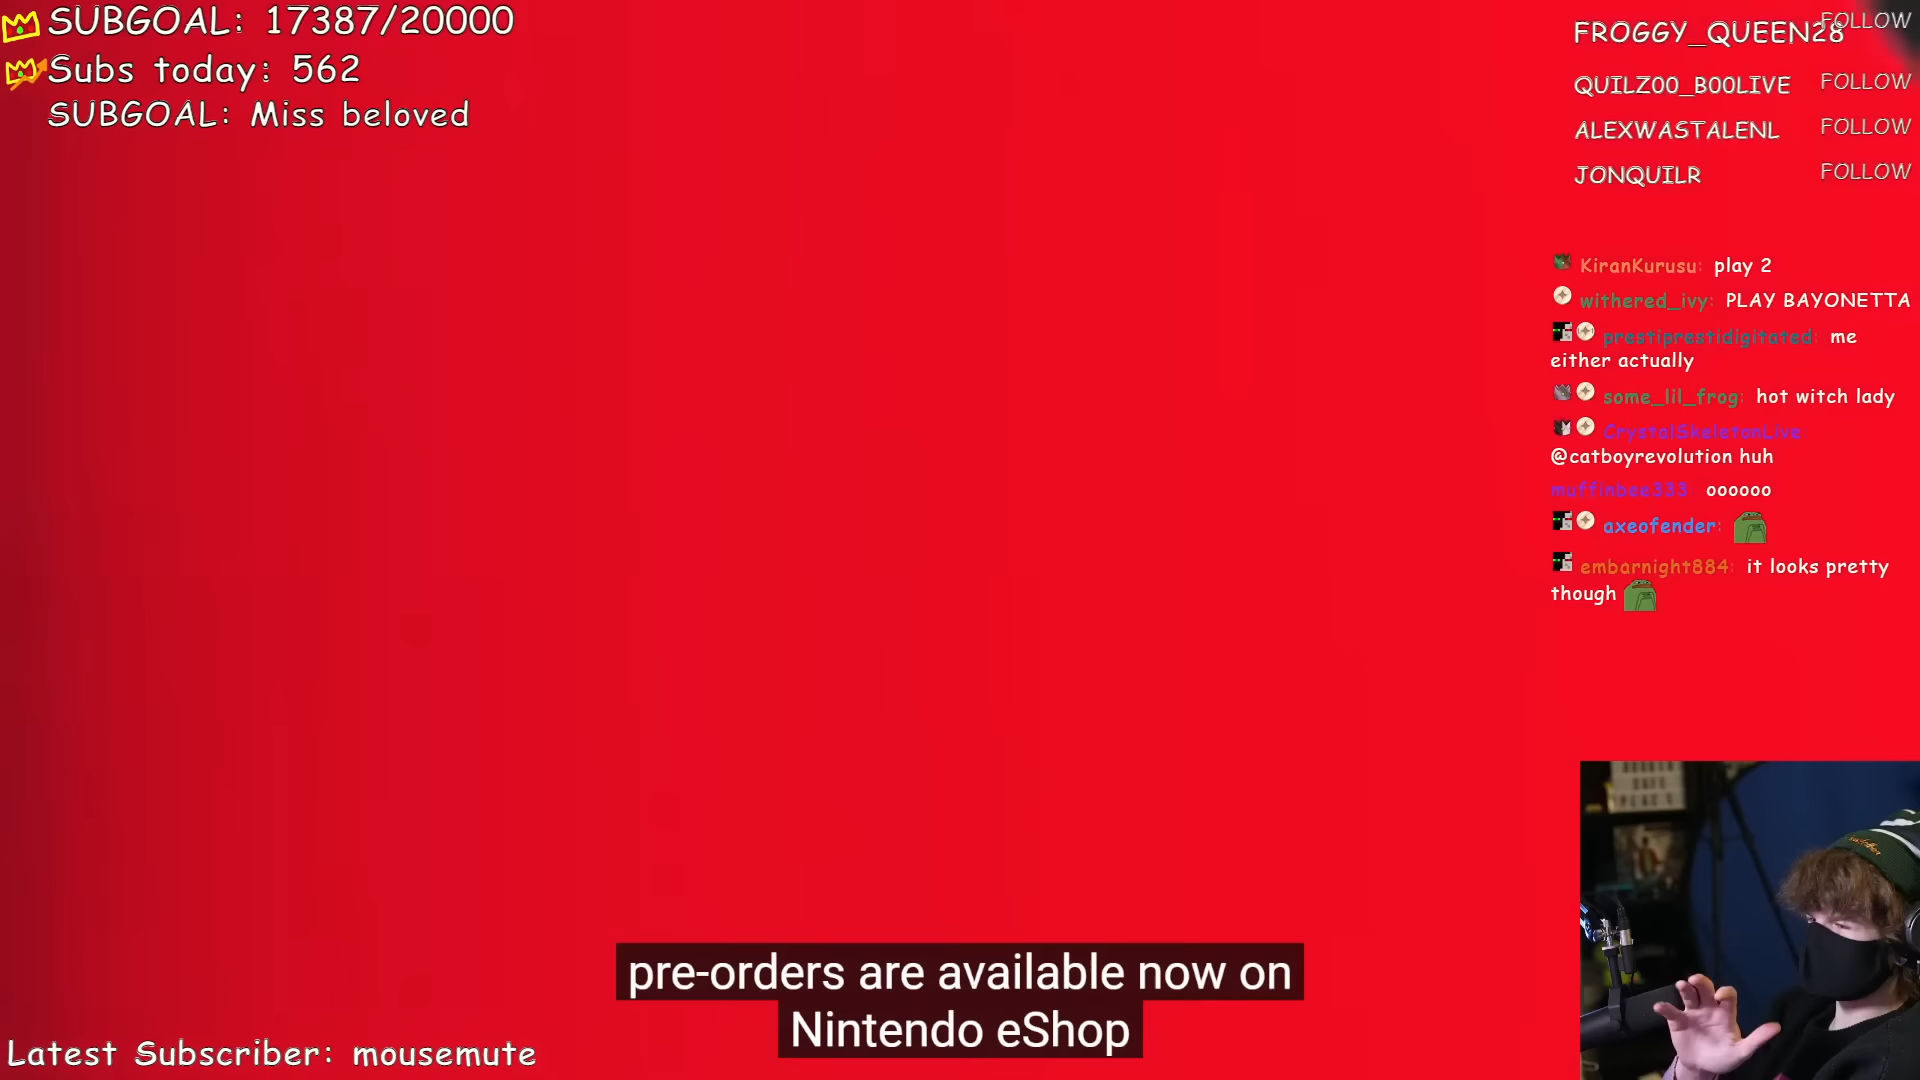 SUBGOAL: 17387/20000
Subs today: 562
SUBGOAL: Miss beloved
FROGGY_QUEEN28 FOLLOW
QUILZ00_B00LIVE FOLLOW
ALEXWASTALENL FOLLOW
JONQUILR FOLLOW
KiranKurusu: play 2
withered_ivy: PLAY BAYONETTA
prestiprestidigitated: me
either actually
some_lil_frog: hot witch lady
CrystalSkeletonLive
@catboyrevolution huh
muffinbee333: oooooo
axeofender:
embarnight884: it looks pretty
though
pre-orders are available now on
Nintendo eShop
Latest Subscriber: mousemute